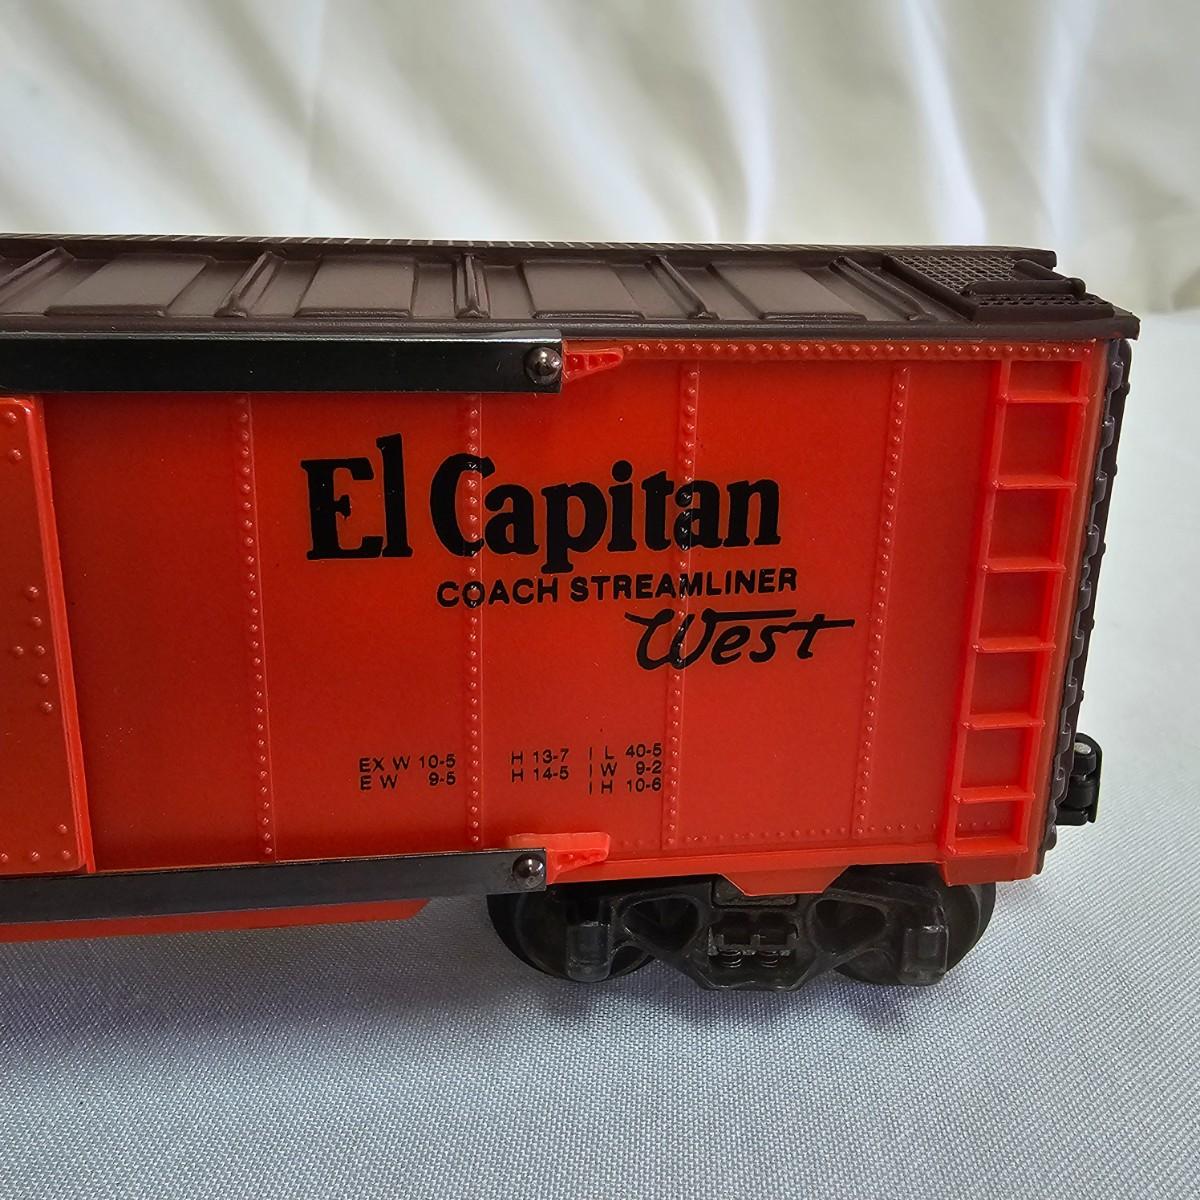 El Capitan
COACH STREAMLINER
West
EX W 10-5 H 13-7 I L 40-5
E W 9-5 H 14-5 I W 9-2
I H 10-6